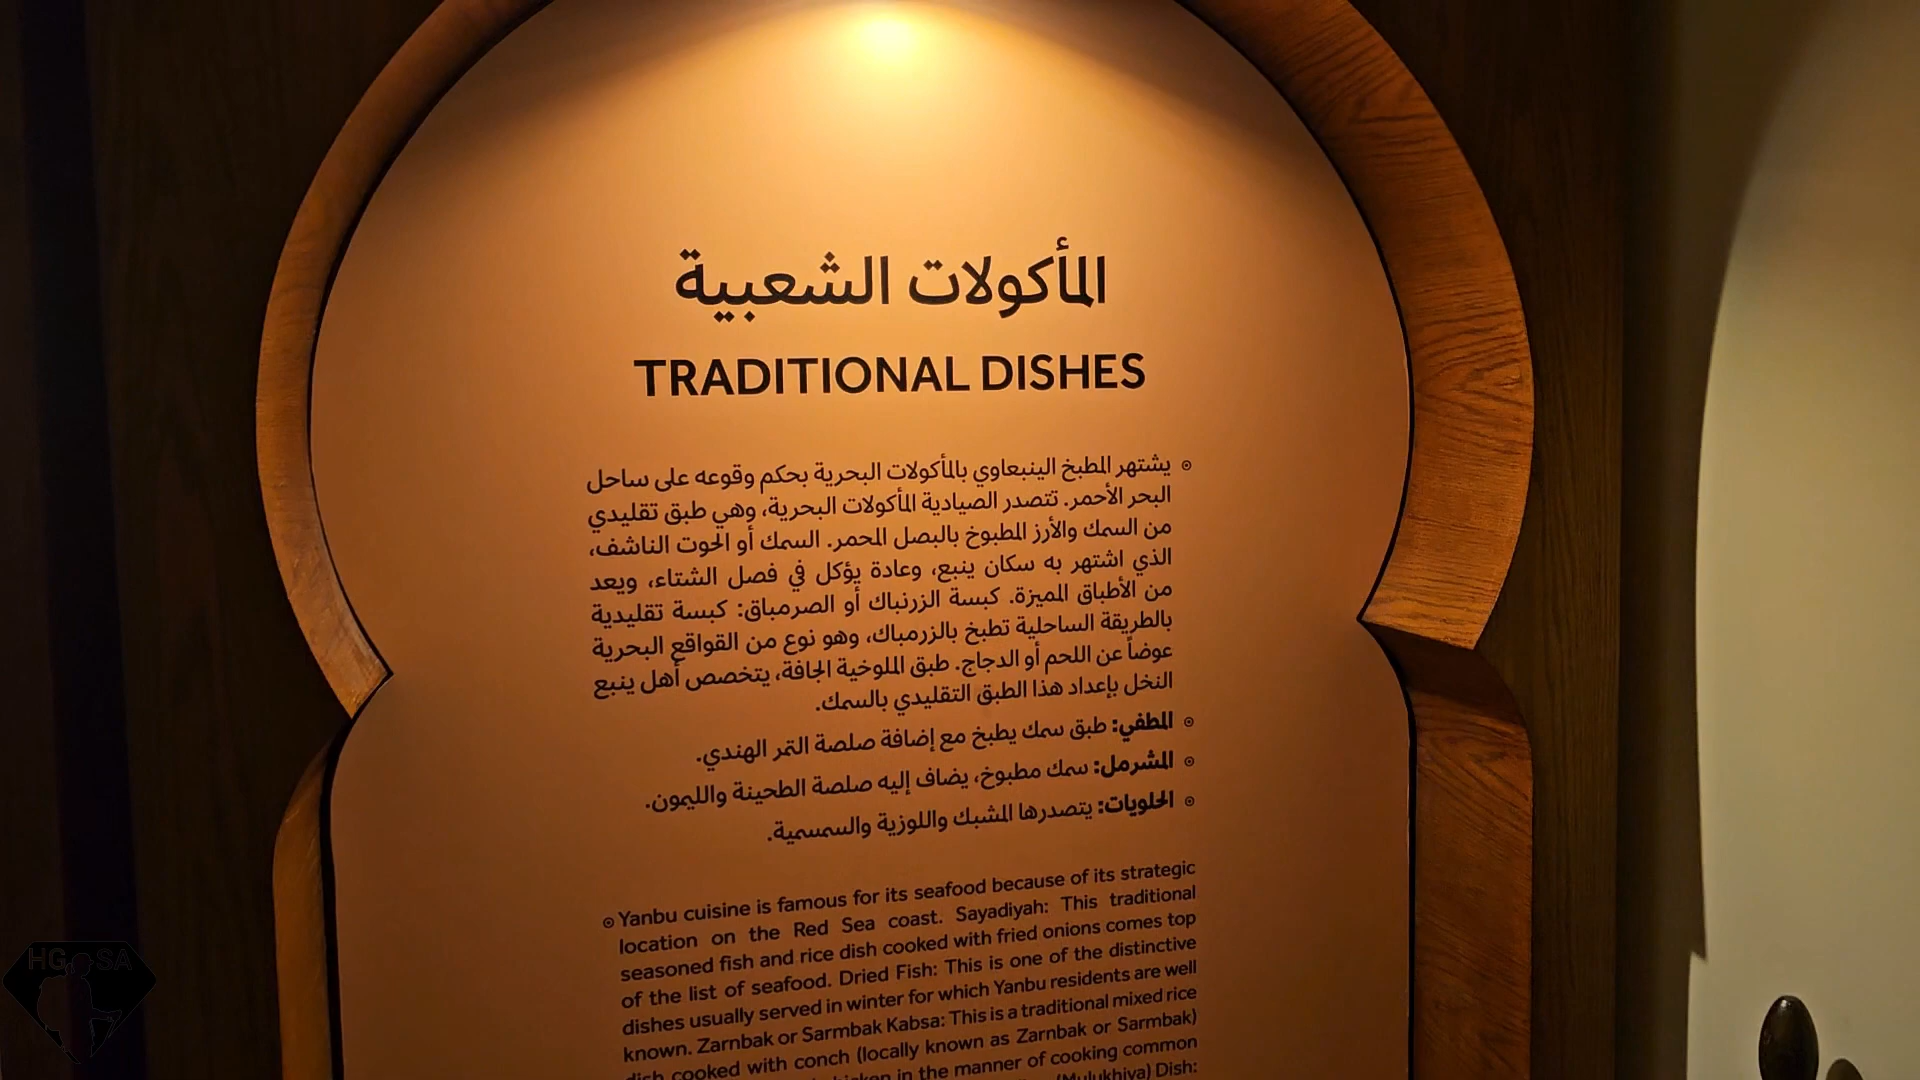 المأكولات الشعبية
TRADITIONAL DISHES
يشتهر المطبخ الينبعاوي بالمأكولات البحرية بحكم وقوعه على ساحل
البحر الأحمر. تتصدر الصيادية المأكولات البحرية، وهي طبق تقليدي
من السمك والأرز المطبوخ بالبصل المحمر. السمك أو الحوت الناشف،
الذي اشتهر به سكان ينبع، وعادة يؤكل في فصل الشتاء، ويعد
من الأطباق المميزة. كبسة الزرنباك أو الصرمباق: كبسة تقليدية
بالطريقة الساحلية تطبخ بالزرمباك، وهو نوع من القواقع البحرية
عوضاً عن اللحم أو الدجاج. طبق الملوخية الجافة، يتخصص أهل ينبع
النخل بإعداد هذا الطبق التقليدي بالسمك.
المطفي: طبق سمك يطبخ مع إضافة صلصة التمر الهندي.
المشرمل: سمك مطبوخ، يضاف إليه صلصة الطحينة والليمون.
الحلويات: يتصدرها المشبك واللوزية والسمسمية.
Yanbu cuisine is famous for its seafood because of its strategic
location on the Red Sea coast. Sayadiyah: This traditional
seasoned fish and rice dish cooked with fried onions comes top
of the list of seafood. Dried Fish: This is one of the distinctive
dishes usually served in winter for which Yanbu residents are well
known. Zarnbak or Sarmbak Kabsa: This is a traditional mixed rice
dish cooked with conch (locally known as Zarnbak or Sarmbak)
in the manner of cooking common
(Mulukhiya) Dish:
HG SA